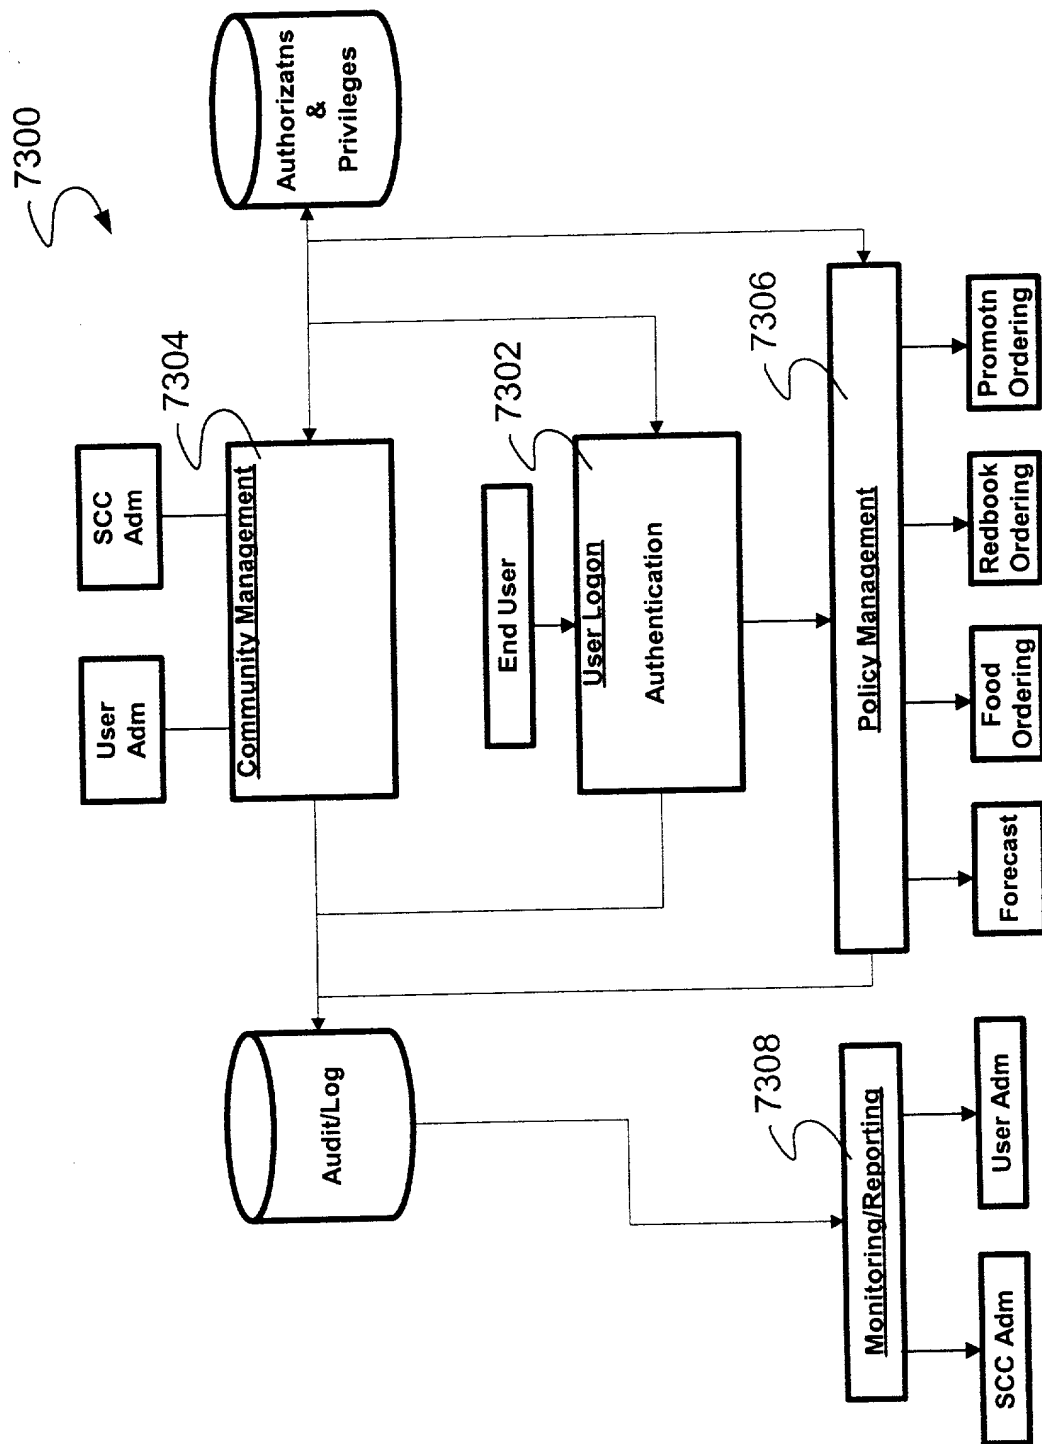 7300
User
Adm
SCC
Adm
7304
Community Management
Authorizatns
&
Privileges
Audit/Log
End User
7302
User Logon
Authentication
7308
Monitoring/Reporting
7306
Policy Management
SCC Adm
User Adm
Forecast
Food
Ordering
Redbook
Ordering
Promotn
Ordering